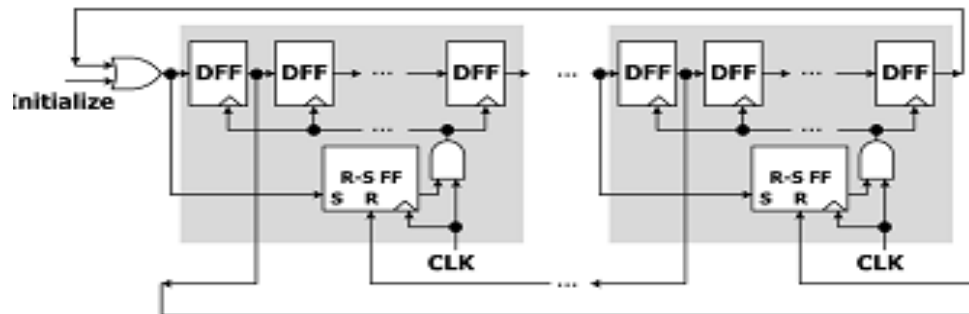 DFF DFF ... DFF ... DFF DFF ... DFF
Initialize
... ...
R-S FF R-S FF
S R S R
CLK CLK
...